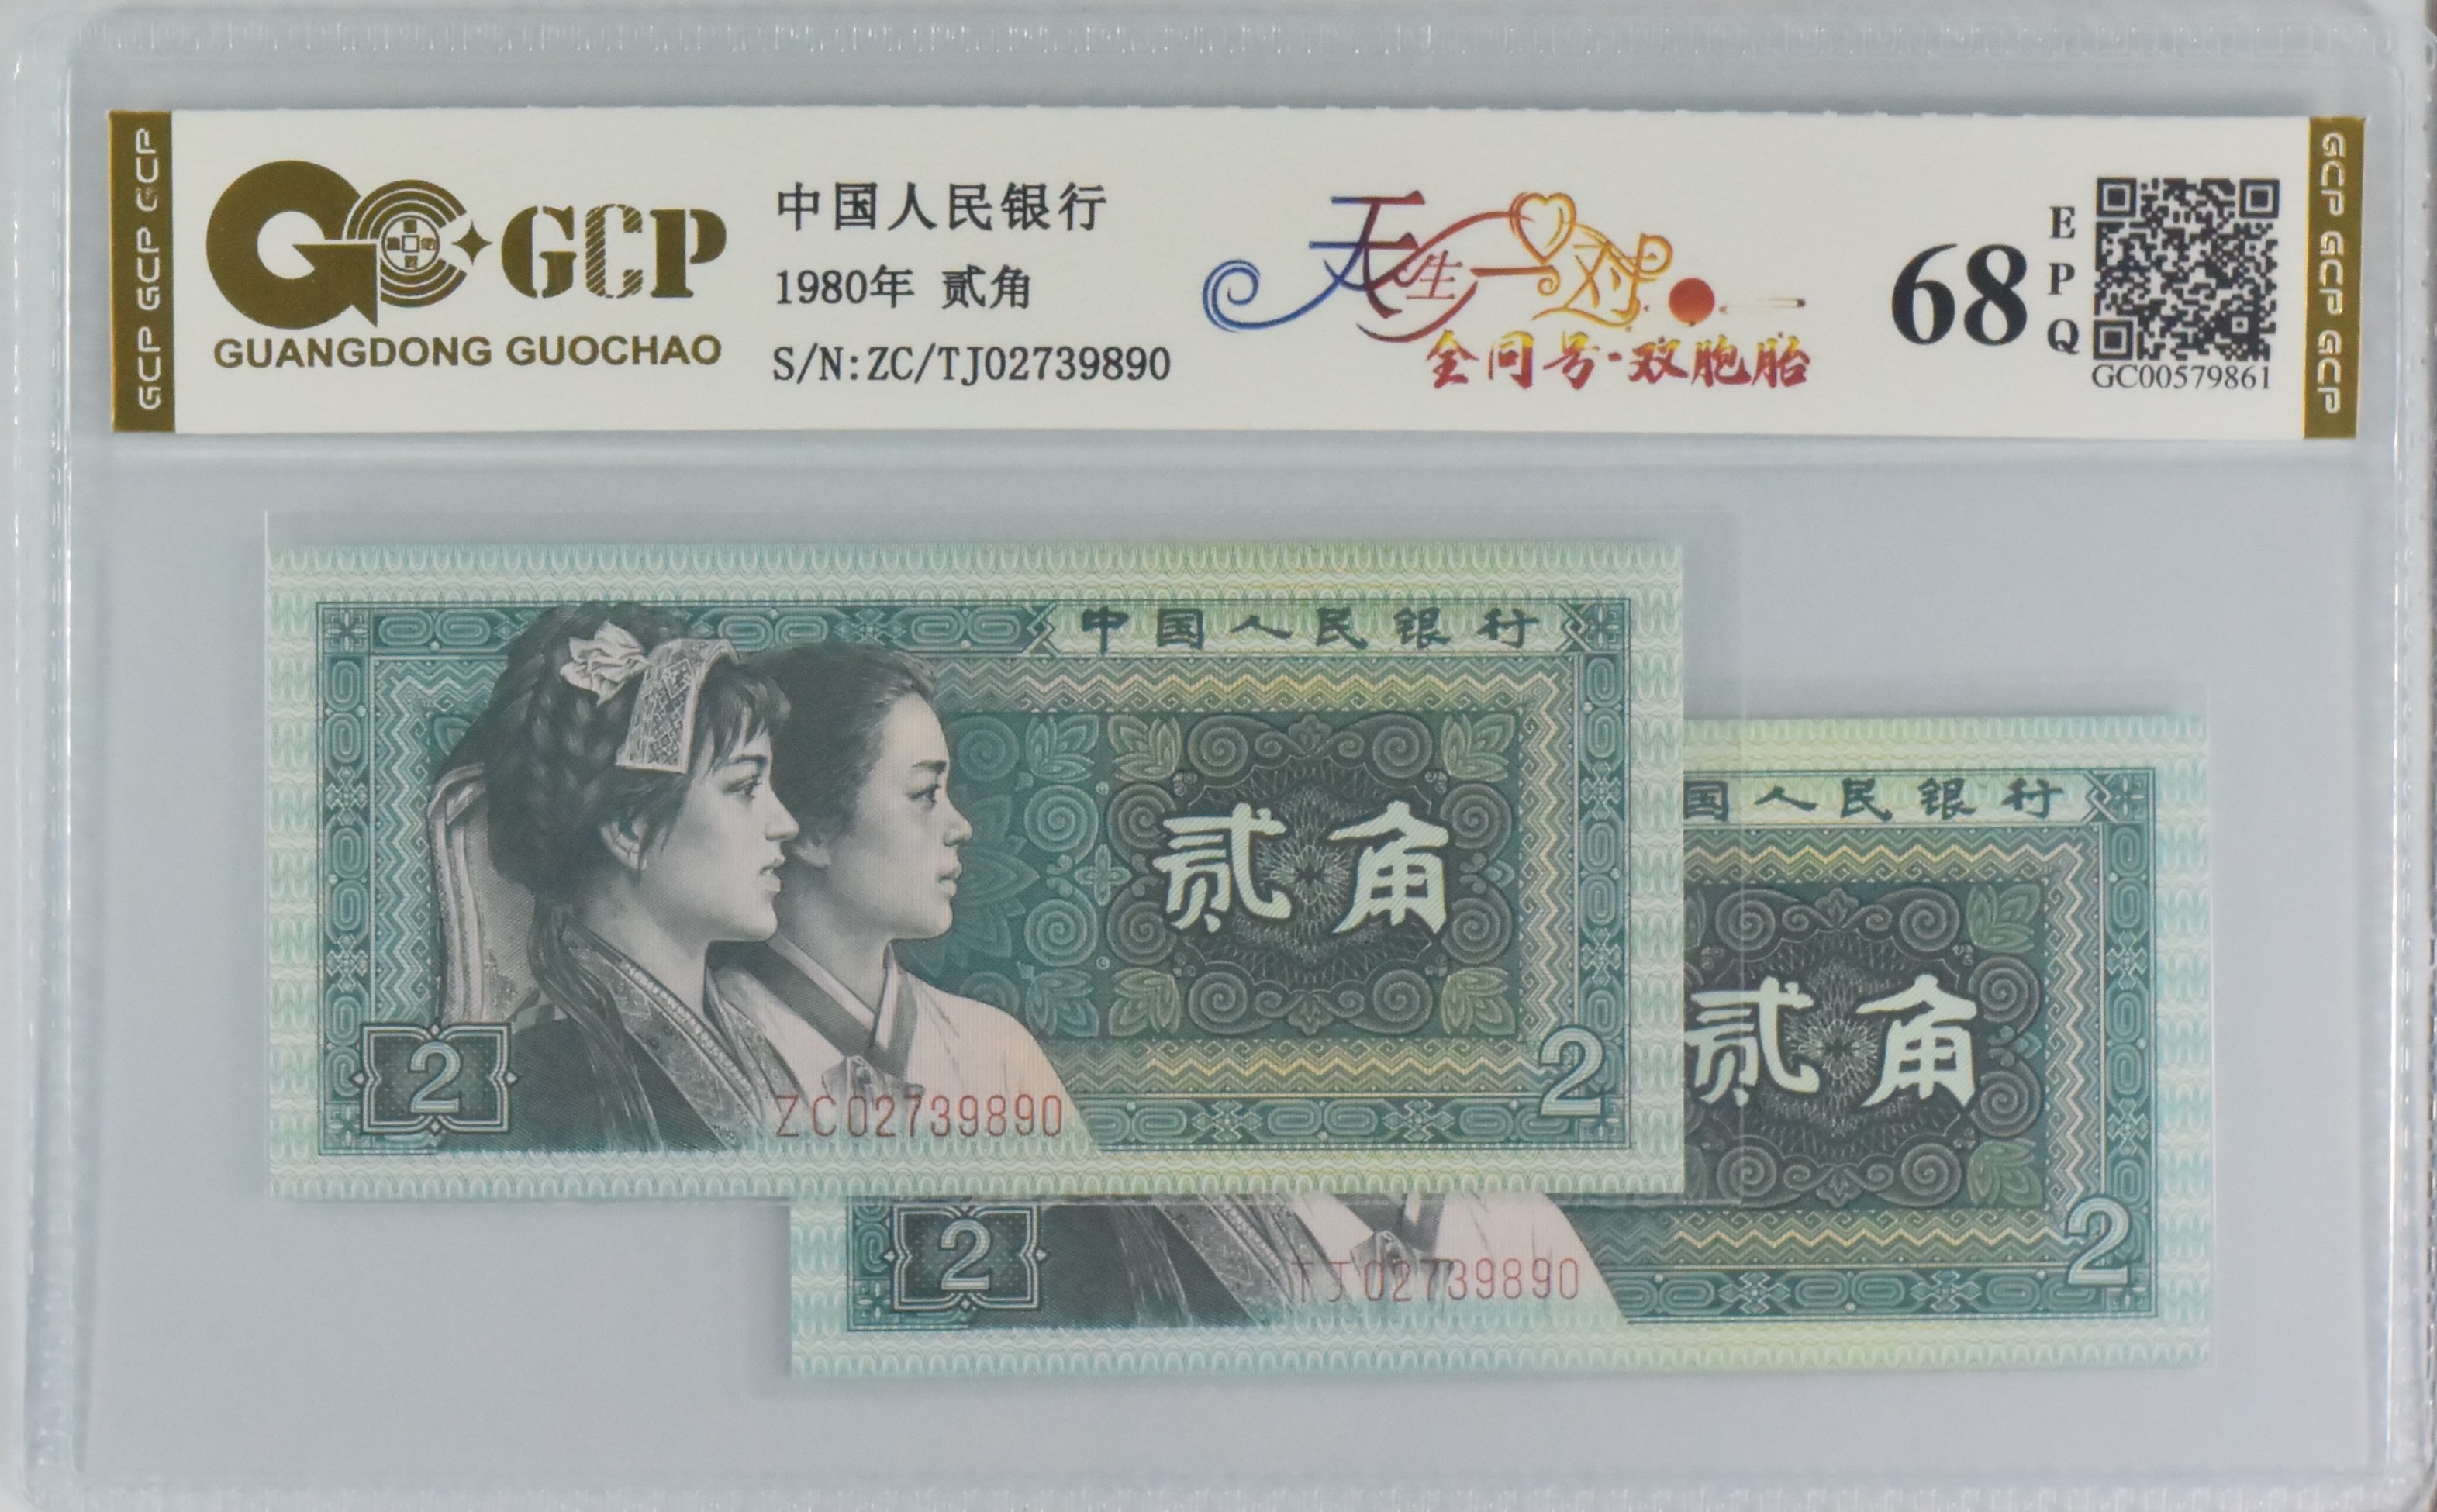 GCP GCP GCP
GCP
GUANGDONG GUOCHAO
中国人民银行
1980年 贰角
S/N:ZC/TJ02739890
天生一对
全同号·双胞胎
68
EPQ
GC00579861
GCP GCP GCP
中国人民银行
贰角
2
ZC02739890
2
国人民银行
贰角
2
TJ02739890
2